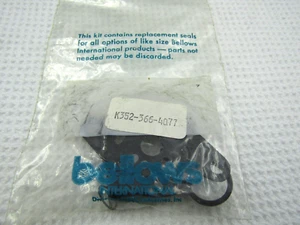 This kit contains replacement seals
for all options of like size Bellows
International products — parts not
needed may be discarded.
K352-366-4077
bellows
INTERNATIONAL